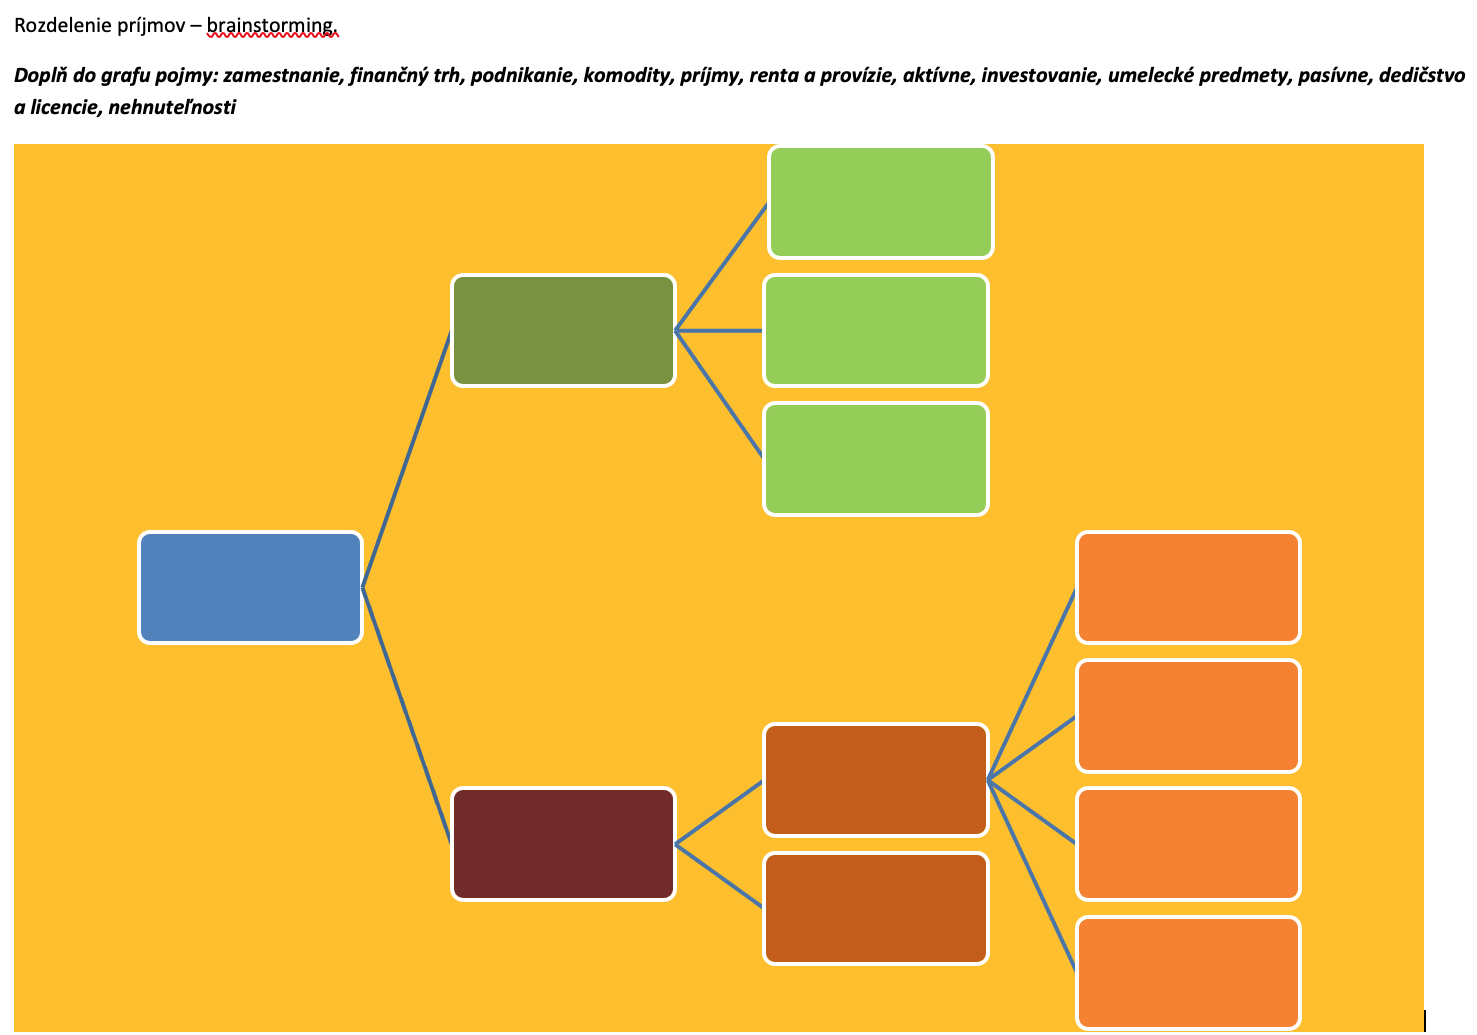 Rozdelenie príjmov – brainstorming.
Doplň do grafu pojmy: zamestnanie, finančný trh, podnikanie, komodity, príjmy, renta a provízie, aktívne, investovanie, umelecké predmety, pasívne, dedičstvo
a licencie, nehnuteľnosti